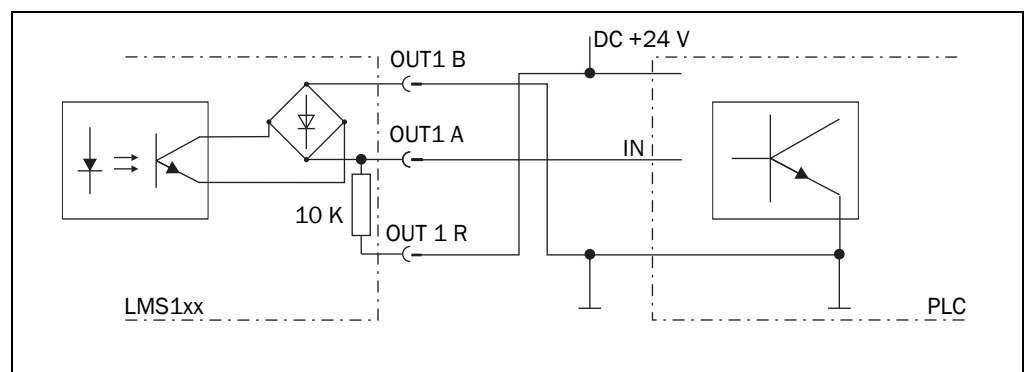 DC +24 V
OUT1 B
OUT1 A
IN
10 K
OUT 1 R
LMS1xx
PLC